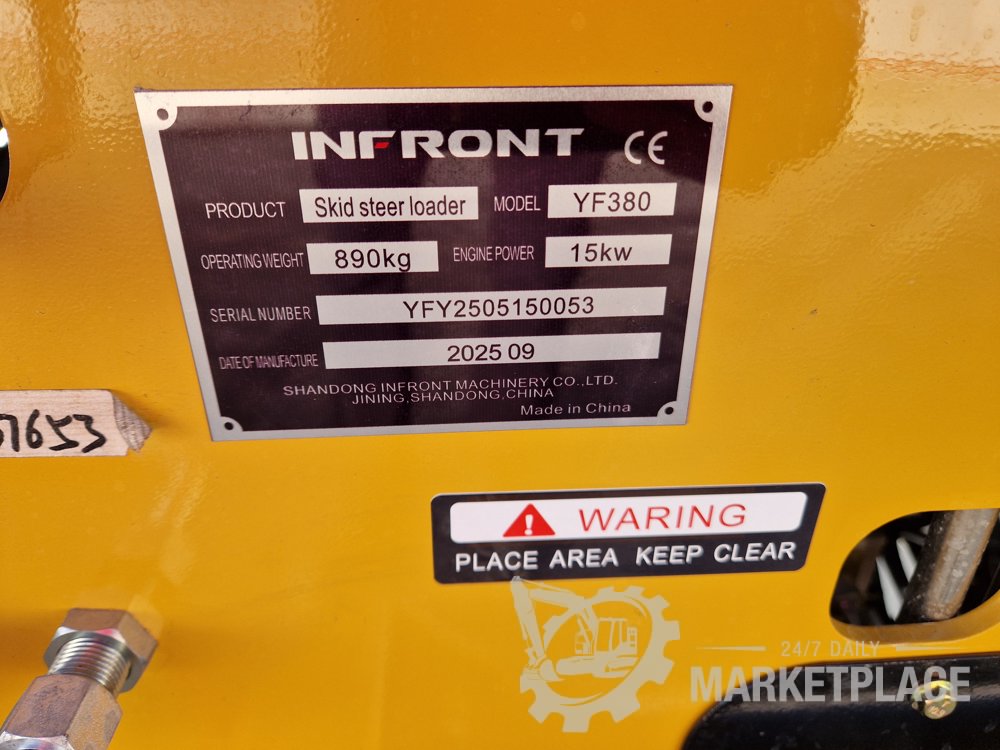 INFRONT CE
PRODUCT Skid steer loader MODEL YF380
OPERATING WEIGHT 890kg ENGINE POWER 15kw
SERIAL NUMBER YFY2505150053
DATE OF MANUFACTURE 2025 09
SHANDONG INFRONT MACHINERY CO.,LTD.
JINING,SHANDONG,CHINA
Made in China
7653
WARING
PLACE AREA KEEP CLEAR
24/7 DAILY
MARKETPLACE